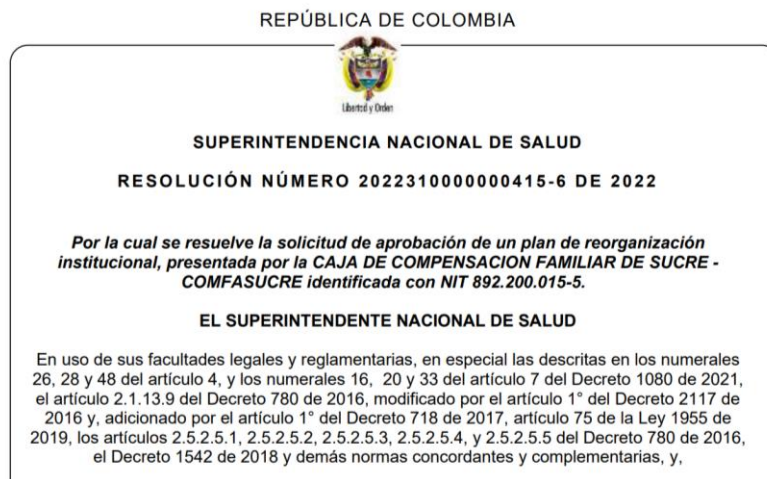 REPÚBLICA DE COLOMBIA
Libertad y Orden
SUPERINTENDENCIA NACIONAL DE SALUD
RESOLUCIÓN NÚMERO 2022310000000415-6 DE 2022
Por la cual se resuelve la solicitud de aprobación de un plan de reorganización
institucional, presentada por la CAJA DE COMPENSACION FAMILIAR DE SUCRE -
COMFASUCRE identificada con NIT 892.200.015-5.
EL SUPERINTENDENTE NACIONAL DE SALUD
En uso de sus facultades legales y reglamentarias, en especial las descritas en los numerales
26, 28 y 48 del artículo 4, y los numerales 16, 20 y 33 del artículo 7 del Decreto 1080 de 2021,
el artículo 2.1.13.9 del Decreto 780 de 2016, modificado por el artículo 1° del Decreto 2117 de
2016 y, adicionado por el artículo 1° del Decreto 718 de 2017, artículo 75 de la Ley 1955 de
2019, los artículos 2.5.2.5.1, 2.5.2.5.2, 2.5.2.5.3, 2.5.2.5.4, y 2.5.2.5.5 del Decreto 780 de 2016,
el Decreto 1542 de 2018 y demás normas concordantes y complementarias, y,